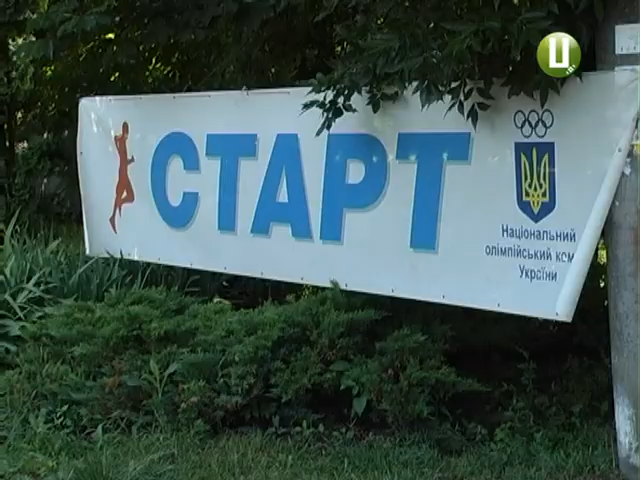 СТАРТ
Національний
олімпійський
України
Ц